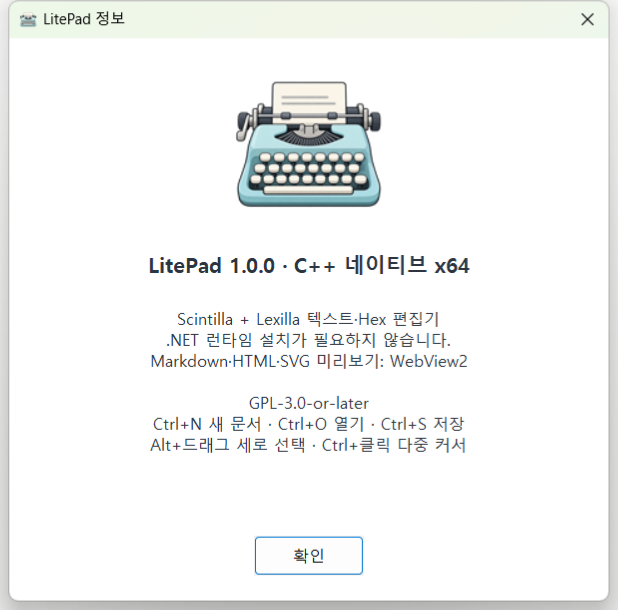 LitePad 정보
LitePad 1.0.0 · C++ 네이티브 x64
Scintilla + Lexilla 텍스트·Hex 편집기
.NET 런타임 설치가 필요하지 않습니다.
Markdown·HTML·SVG 미리보기: WebView2
GPL-3.0-or-later
Ctrl+N 새 문서 · Ctrl+O 열기 · Ctrl+S 저장
Alt+드래그 세로 선택 · Ctrl+클릭 다중 커서
확인